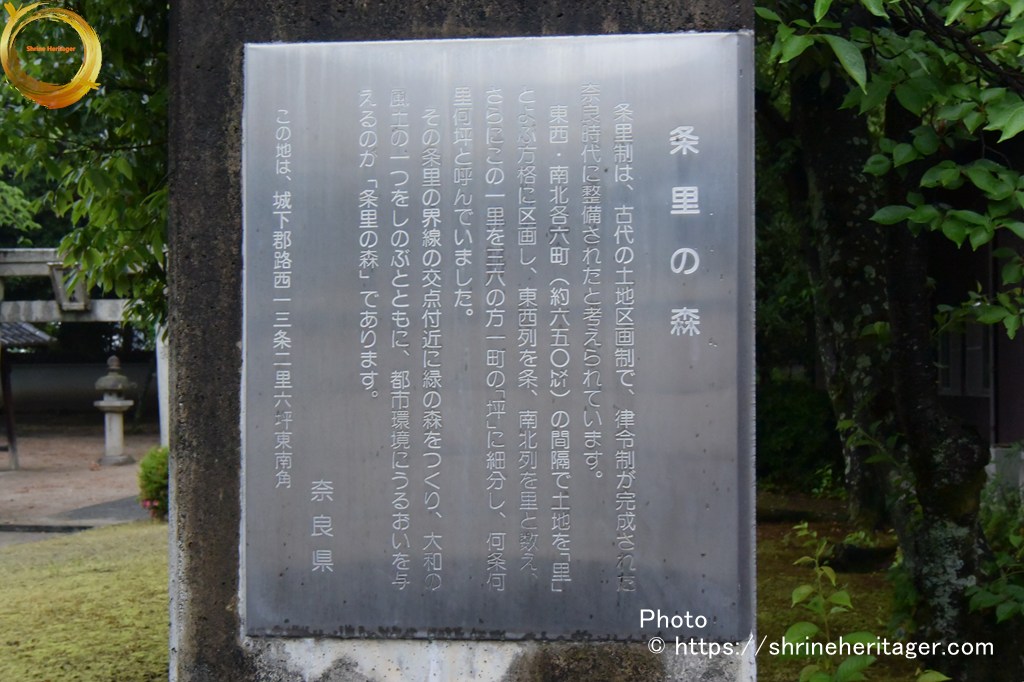 Shrine Heritager
条里の森
条里制は、古代の土地区画制で、律令制が完成された
奈良時代に整備されたと考えられています。
東西・南北各六町（約六五〇㍍）の間隔で土地を「里」
とよぶ方格に区画し、東西列を条、南北列を里と数え、
さらにこの一里を三六の方一町の「坪」に細分し、何条何
里何坪と呼んでいました。
その条里の界線の交点付近に緑の森をつくり、大和の
風土の一つをしのぶとともに、都市環境にうるおいを与
えるのが「条里の森」であります。
奈良県
この地は、城下郡路西一三条二里六坪東南角
Photo
© https://shrineheritager.com